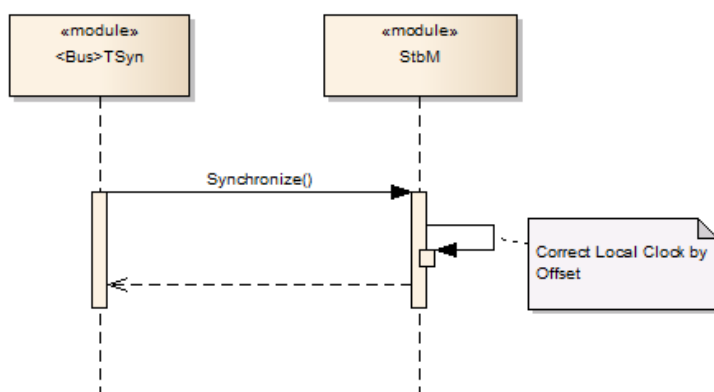 «module»
<Bus>TSyn
«module»
StbM
Synchronize()
Correct Local Clock by
Offset